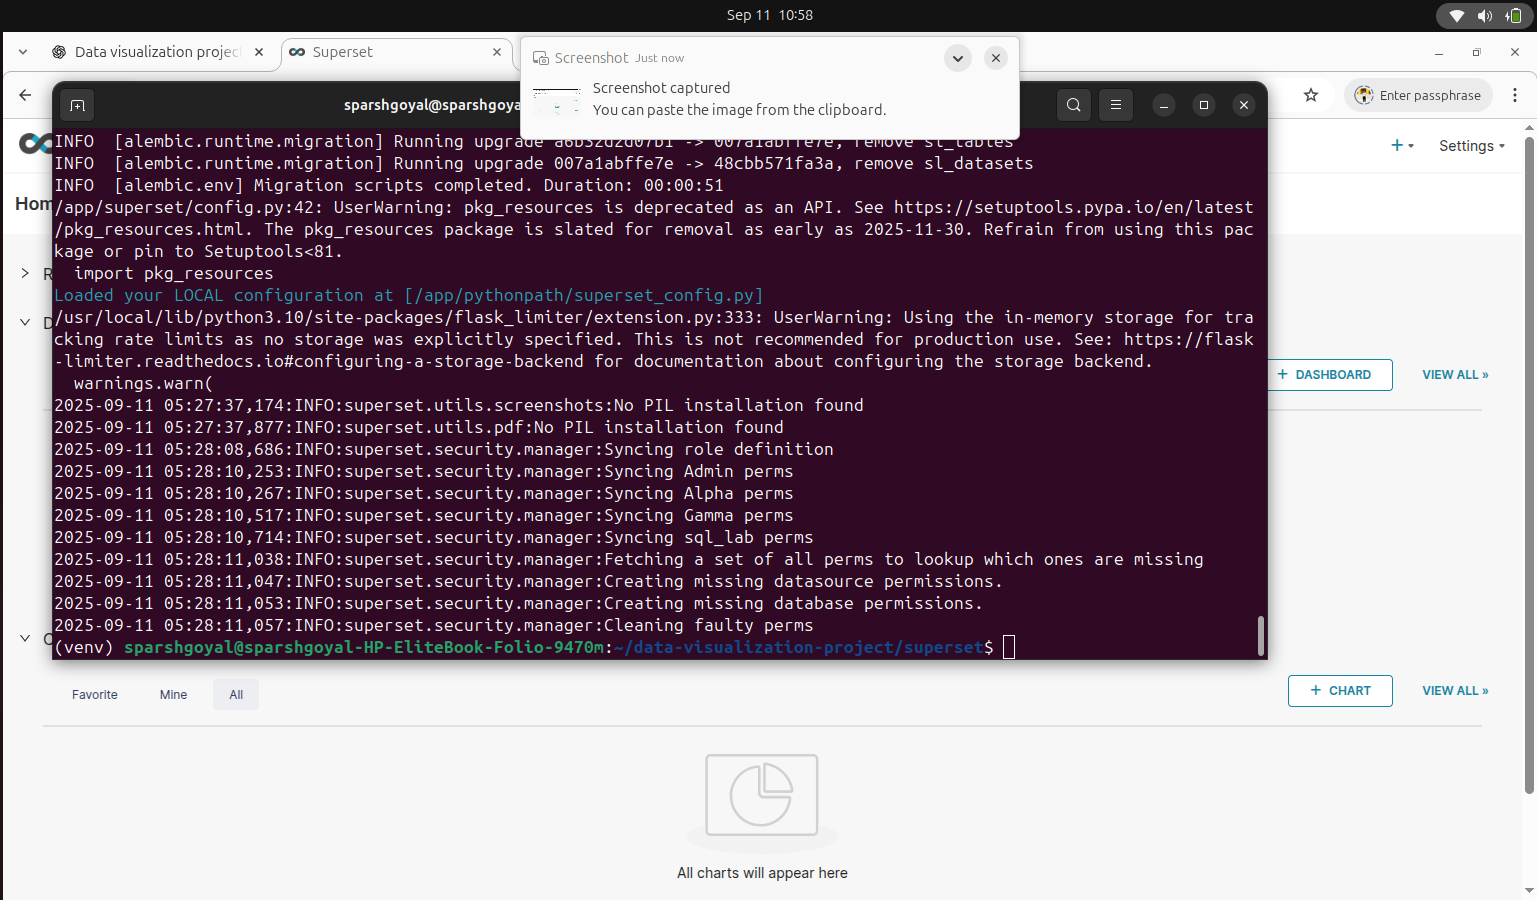 Sep 11 10:58
Data visualization projec
Superset
Screenshot Just now
Screenshot captured
You can paste the image from the clipboard.
Enter passphrase
sparshgoyal@sparshgoya
Settings
Hom
R
D
DASHBOARD
VIEW ALL »
INFO  [alembic.runtime.migration] Running upgrade a6b32d2d07b1 -> 007a1abffe7e, remove sl_tables
INFO  [alembic.runtime.migration] Running upgrade 007a1abffe7e -> 48cbb571fa3a, remove sl_datasets
INFO  [alembic.env] Migration scripts completed. Duration: 00:00:51
/app/superset/config.py:42: UserWarning: pkg_resources is deprecated as an API. See https://setuptools.pypa.io/en/latest
/pkg_resources.html. The pkg_resources package is slated for removal as early as 2025-11-30. Refrain from using this pac
kage or pin to Setuptools<81.
  import pkg_resources
Loaded your LOCAL configuration at [/app/pythonpath/superset_config.py]
/usr/local/lib/python3.10/site-packages/flask_limiter/extension.py:333: UserWarning: Using the in-memory storage for tra
cking rate limits as no storage was explicitly specified. This is not recommended for production use. See: https://flask
-limiter.readthedocs.io#configuring-a-storage-backend for documentation about configuring the storage backend.
  warnings.warn(
2025-09-11 05:27:37,174:INFO:superset.utils.screenshots:No PIL installation found
2025-09-11 05:27:37,877:INFO:superset.utils.pdf:No PIL installation found
2025-09-11 05:28:08,686:INFO:superset.security.manager:Syncing role definition
2025-09-11 05:28:10,253:INFO:superset.security.manager:Syncing Admin perms
2025-09-11 05:28:10,267:INFO:superset.security.manager:Syncing Alpha perms
2025-09-11 05:28:10,517:INFO:superset.security.manager:Syncing Gamma perms
2025-09-11 05:28:10,714:INFO:superset.security.manager:Syncing sql_lab perms
2025-09-11 05:28:11,038:INFO:superset.security.manager:Fetching a set of all perms to lookup which ones are missing
2025-09-11 05:28:11,047:INFO:superset.security.manager:Creating missing datasource permissions.
2025-09-11 05:28:11,053:INFO:superset.security.manager:Creating missing database permissions.
2025-09-11 05:28:11,057:INFO:superset.security.manager:Cleaning faulty perms
(venv) sparshgoyal@sparshgoyal-HP-EliteBook-Folio-9470m:~/data-visualization-project/superset$
Favorite
Mine
All
+ CHART
VIEW ALL »
All charts will appear here